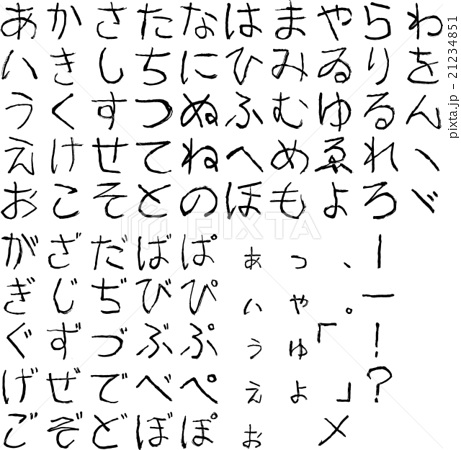 あかさたなはまやらわ
いきしちにひみゐりを
うくすつぬふむゆるん
えけせてねへめゑれヽ
おこそとのほもよろヾ
がざだばぱぁっ、ー
ぎじぢびぴぃゃ。―
ぐずづぶぷぅゅ「！
げぜでべぺぇょ」？
ごぞどぼぽぉ〆
PIXTA
pixta.jp - 21234851